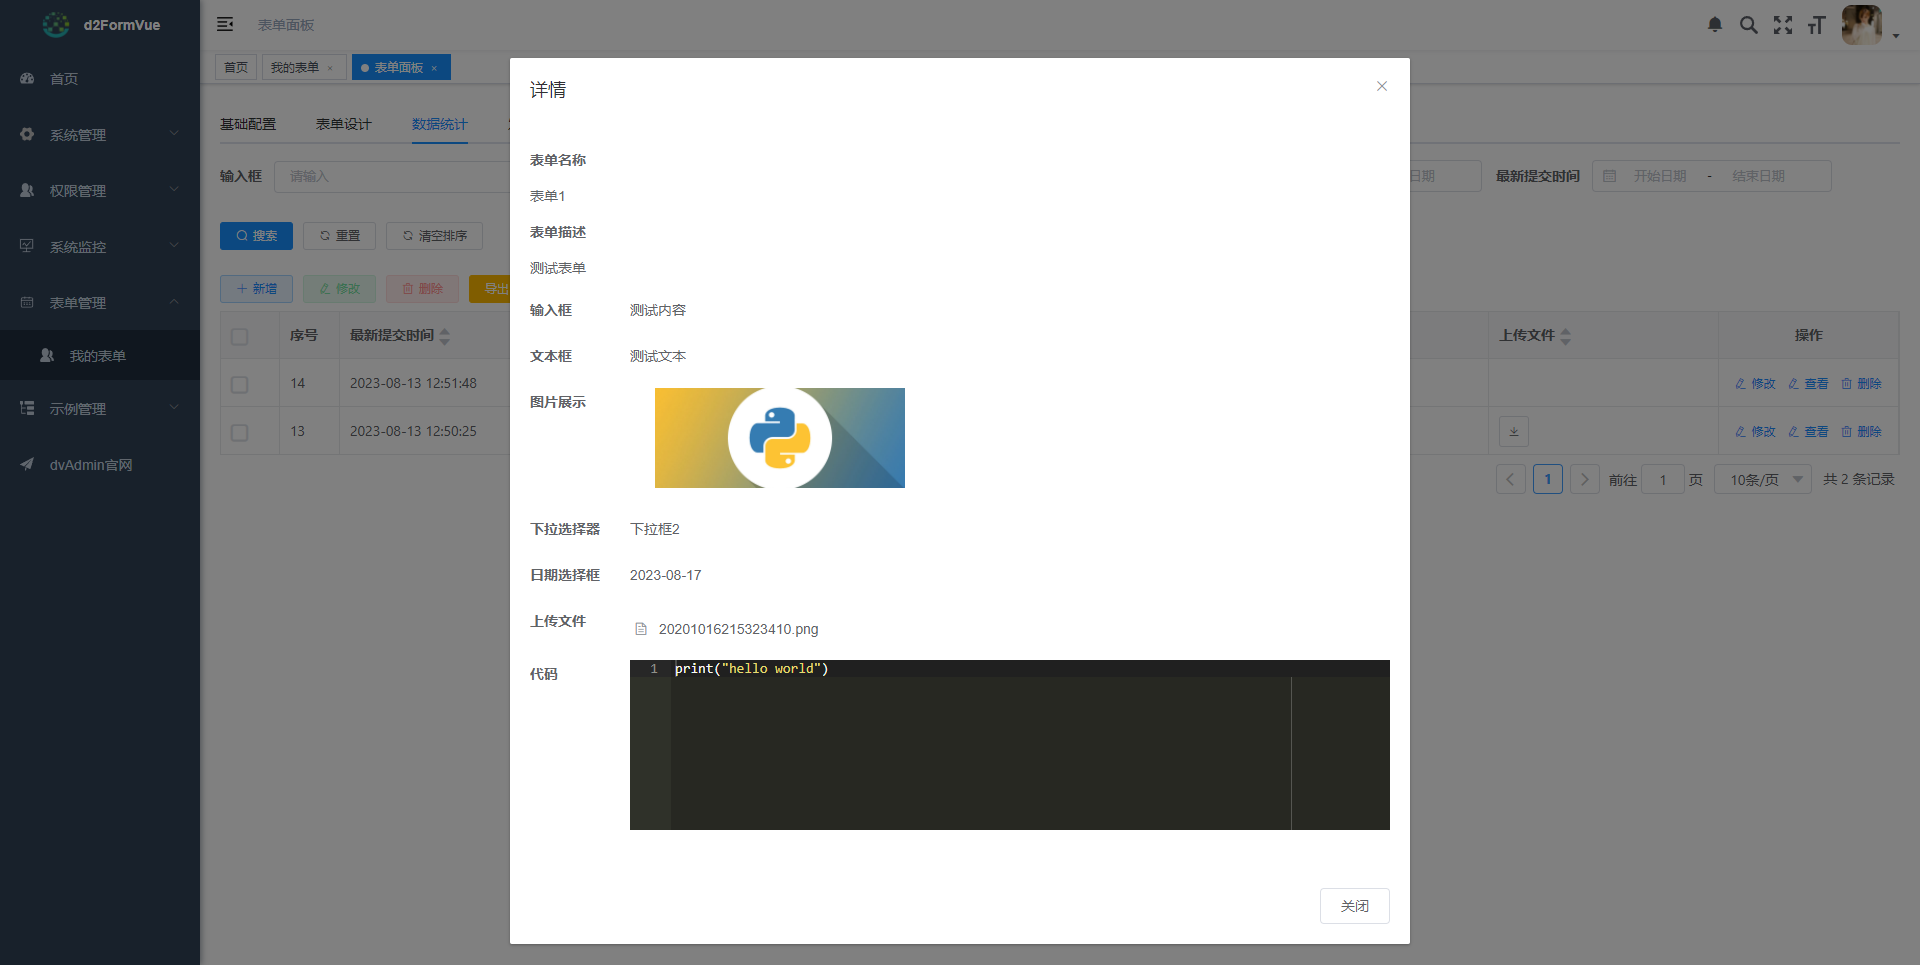 d2FormVue
表单面板
首页
我的表单 ×
表单面板 ×
首页
系统管理
权限管理
系统监控
表单管理
我的表单
示例管理
dvAdmin官网
基础配置
表单设计
数据统计
输入框
请输入
日期
最新提交时间
开始日期 - 结束日期
搜索
重置
清空排序
新增
修改
删除
导出
序号
最新提交时间
上传文件
操作
14
2023-08-13 12:51:48
修改 查看 删除
13
2023-08-13 12:50:25
修改 查看 删除
1
前往 1 页
10条/页
共 2 条记录
详情
表单名称
表单1
表单描述
测试表单
输入框 测试内容
文本框 测试文本
图片展示
下拉选择器 下拉框2
日期选择框 2023-08-17
上传文件
20201016215323410.png
代码
1 print("hello world")
关闭